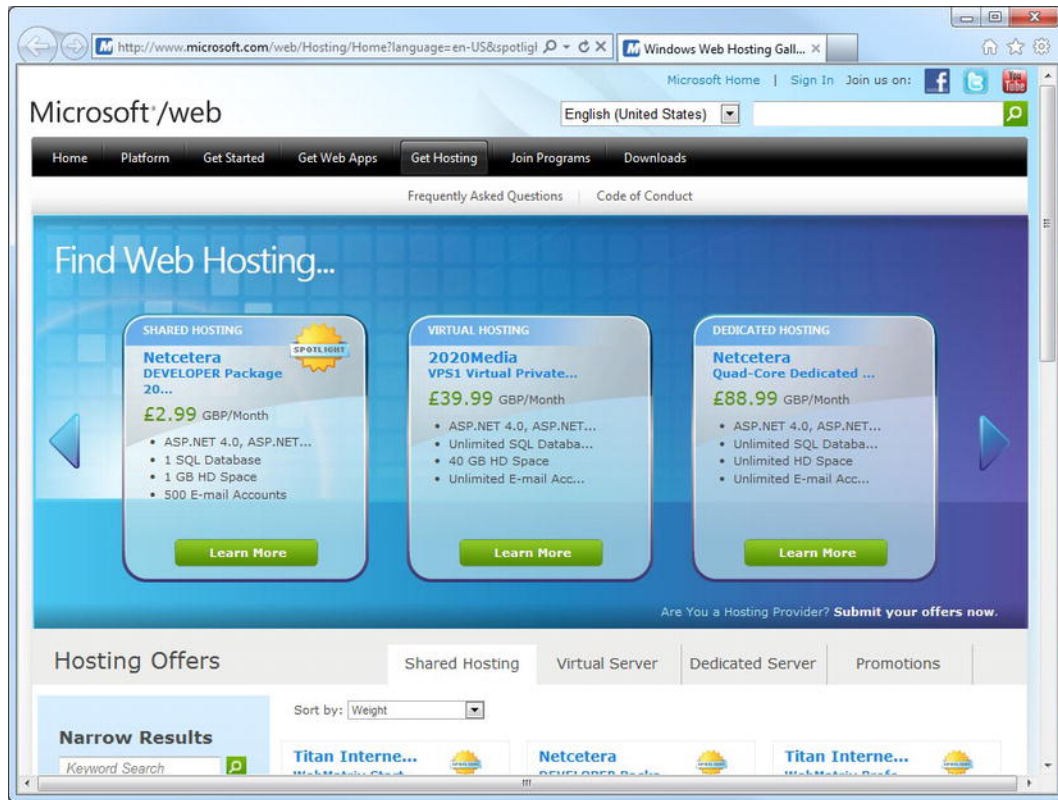 http://www.microsoft.com/web/Hosting/Home?language=en-US&spotligl
Windows Web Hosting Gall...
Microsoft Home | Sign In Join us on:
You Tube
Microsoft /web
English (United States)
Home Platform Get Started Get Web Apps Get Hosting Join Programs Downloads
Frequently Asked Questions Code of Conduct
Find Web Hosting...
SHARED HOSTING
SPOTLIGHT
Netcetera
DEVELOPER Package
20...
£2.99 GBP/Month
• ASP.NET 4.0, ASP.NET...
• 1 SQL Database
• 1 GB HD Space
• 500 E-mail Accounts
Learn More
VIRTUAL HOSTING
2020Media
VPS1 Virtual Private...
£39.99 GBP/Month
• ASP.NET 4.0, ASP.NET...
• Unlimited SQL Databa...
• 40 GB HD Space
• Unlimited E-mail Acc...
Learn More
DEDICATED HOSTING
Netcetera
Quad-Core Dedicated ...
£88.99 GBP/Month
• ASP.NET 4.0, ASP.NET...
• Unlimited SQL Databa...
• Unlimited HD Space
• Unlimited E-mail Acc...
Learn More
Are You a Hosting Provider? Submit your offers now.
Hosting Offers
Shared Hosting Virtual Server Dedicated Server Promotions
Sort by: Weight
Narrow Results
Keyword Search
Titan Interne...
Netcetera
Titan Interne...